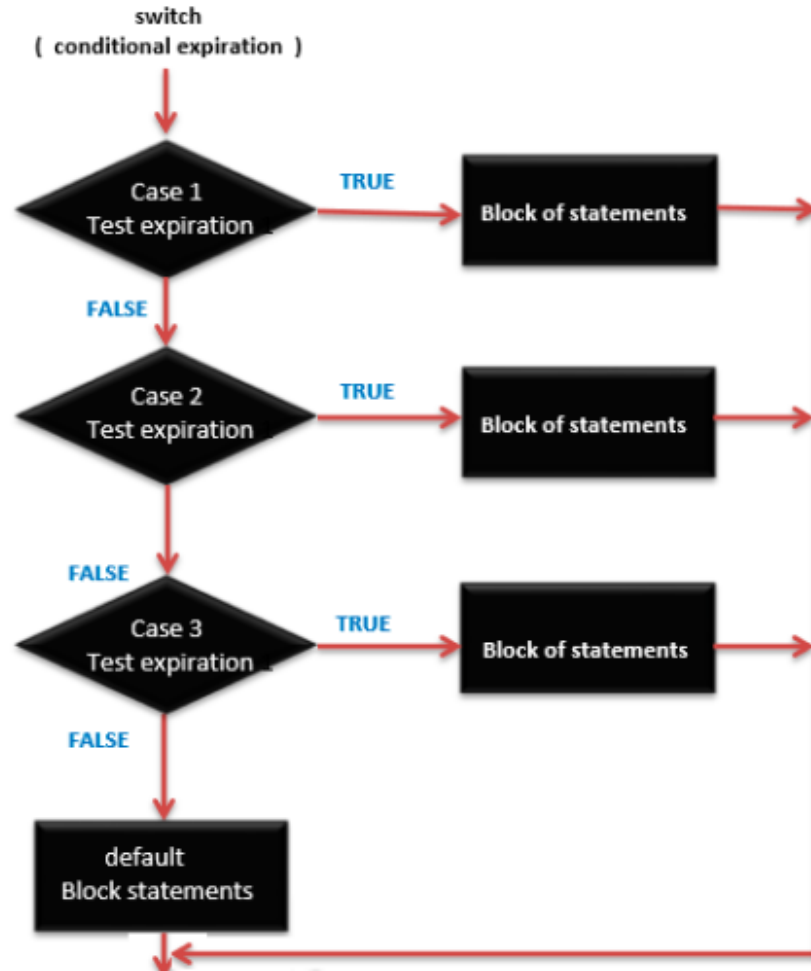 switch
( conditional expiration )
Case 1
Test expiration
TRUE
Block of statements
FALSE
Case 2
Test expiration
TRUE
Block of statements
FALSE
Case 3
Test expiration
TRUE
Block of statements
FALSE
default
Block statements